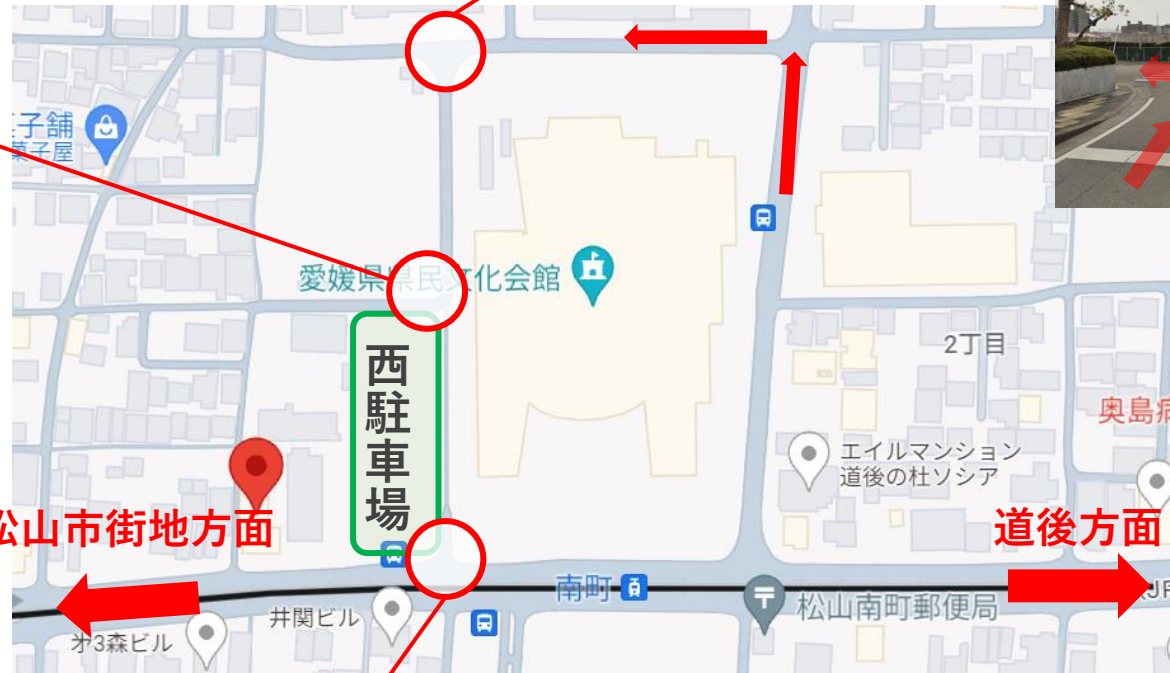 子舗
菓子屋
愛媛県県民文化会館
2丁目
西駐車場
奥島病
エイルマンション
道後の杜ソシア
松山市街地方面
道後方面
南町
松山南町郵便局
井関ビル
第3森ビル